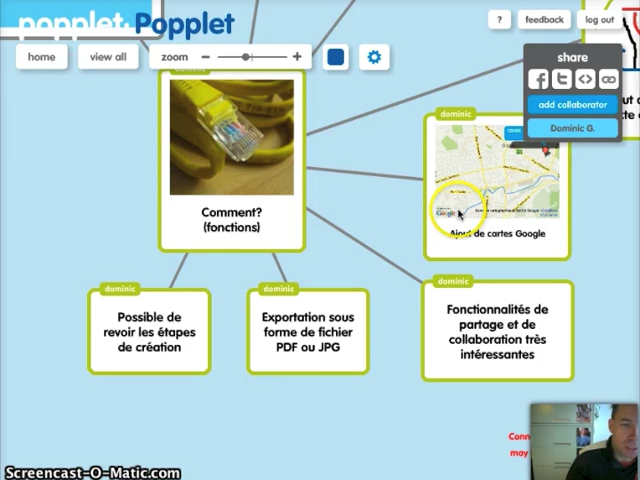 popplet. Popplet
? feedback log out
home view all zoom
share
add collaborator
Dominic G.
dominic
Comment?
(fonctions)
dominic
Google
Ajout de cartes Google
dominic
Possible de
revoir les étapes
de création
dominic
Exportation sous
forme de fichier
PDF ou JPG
dominic
Fonctionnalités de
partage et de
collaboration très
intéressantes
may
Screencast-O-Matic.com